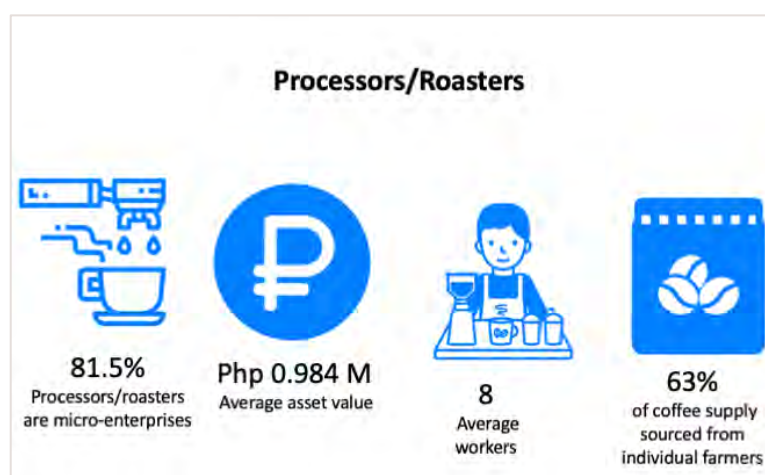 Processors/Roasters
81.5%
Processors/roasters
are micro-enterprises
Php 0.984 M
Average asset value
8
Average
workers
63%
of coffee supply
sourced from
individual farmers